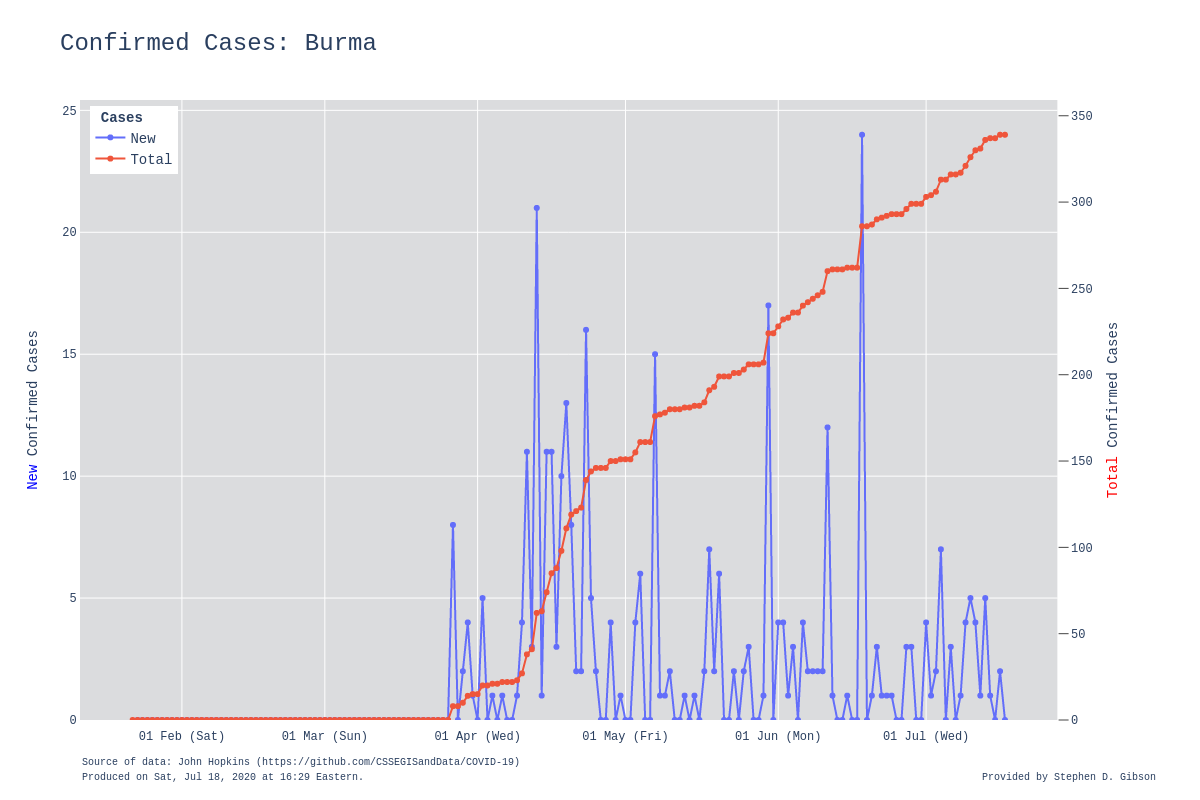 Confirmed Cases: Burma
Cases
New
Total
25
20
15
10
5
0
350
300
250
200
150
100
50
0
New Confirmed Cases
Total Confirmed Cases
01 Feb (Sat)
01 Mar (Sun)
01 Apr (Wed)
01 May (Fri)
01 Jun (Mon)
01 Jul (Wed)
Source of data: John Hopkins (https://github.com/CSSEGISandData/COVID-19)
Produced on Sat, Jul 18, 2020 at 16:29 Eastern.
Provided by Stephen D. Gibson